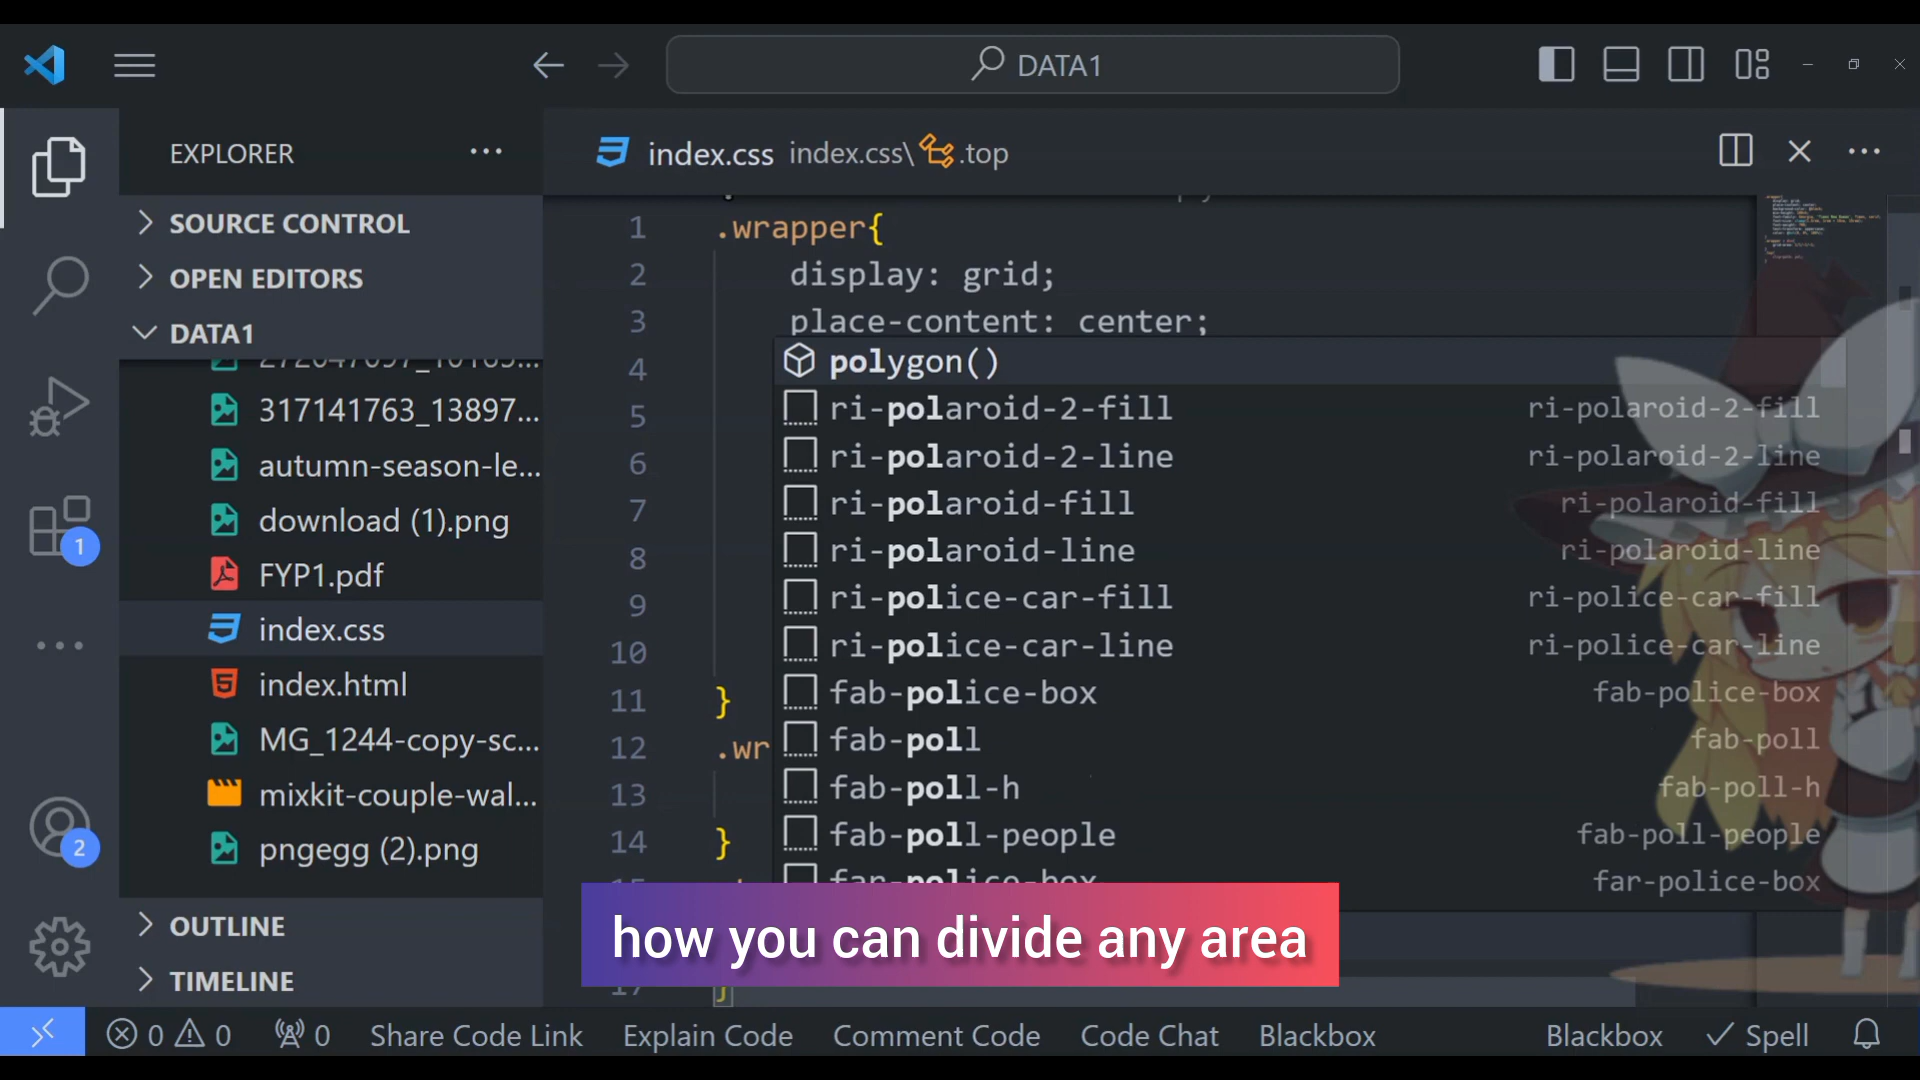 DATA1
EXPLORER
index.css index.css\ .top
SOURCE CONTROL
OPEN EDITORS
DATA1
317141763_13897...
autumn-season-le...
download (1).png
FYP1.pdf
index.css
index.html
MG_1244-copy-sc...
mixkit-couple-wal...
pngegg (2).png
OUTLINE
TIMELINE
1 .wrapper{
2 display: grid;
3 place-content: center;
4
5
6
7
8
9
10
11 }
12 .wr
13
14 }
17 }
polygon()
ri-polaroid-2-fill ri-polaroid-2-fill
ri-polaroid-2-line ri-polaroid-2-line
ri-polaroid-fill ri-polaroid-fill
ri-polaroid-line ri-polaroid-line
ri-police-car-fill ri-police-car-fill
ri-police-car-line ri-police-car-line
fab-police-box fab-police-box
fab-poll fab-poll
fab-poll-h fab-poll-h
fab-poll-people fab-poll-people
far-police-box far-police-box
how you can divide any area
1
2
0 0 0 Share Code Link Explain Code Comment Code Code Chat Blackbox Blackbox Spell